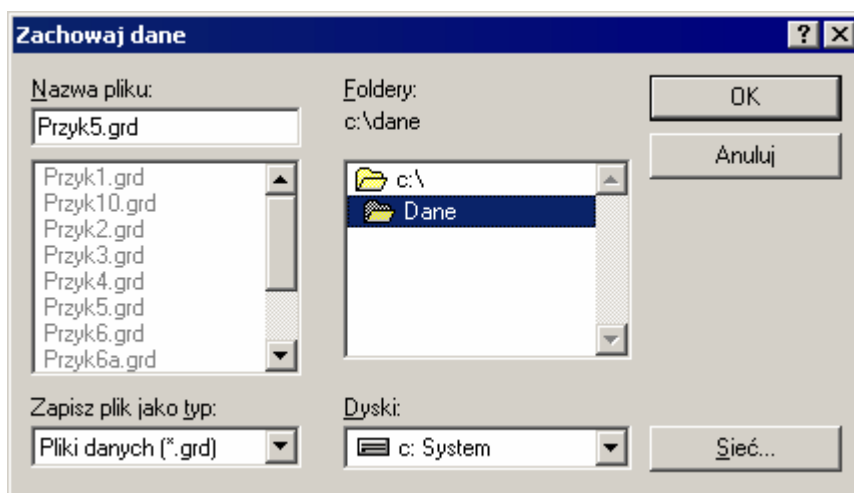 Zachowaj dane
Nazwa pliku:
Przyk5.grd
Przyk1.grd
Przyk10.grd
Przyk2.grd
Przyk3.grd
Przyk4.grd
Przyk5.grd
Przyk6.grd
Przyk6a.grd
Zapisz plik jako typ:
Pliki danych (*.grd)
Foldery:
c:\dane
c:\
Dane
Dyski:
c: System
OK
Anuluj
Sieć...